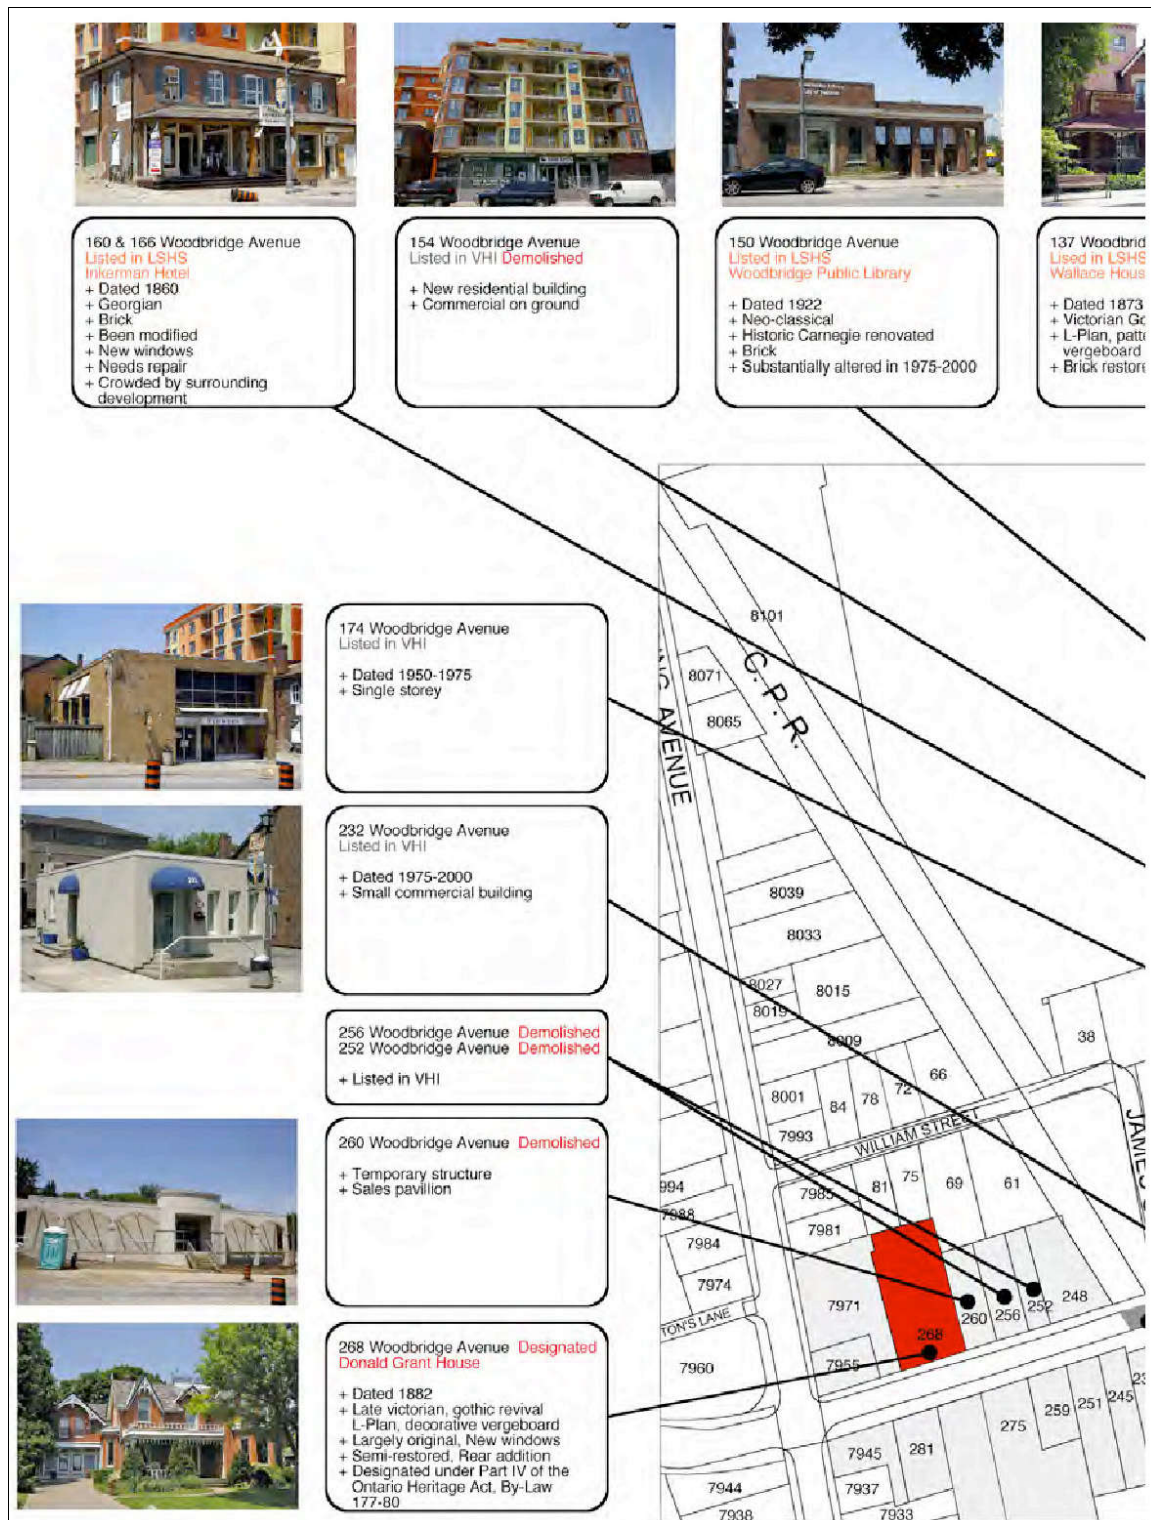 160 & 166 Woodbridge Avenue
Listed in LSHS
Inkerman Hotel
+ Dated 1860
+ Georgian
+ Brick
+ Been modified
+ New windows
+ Needs repair
+ Crowded by surrounding
development
154 Woodbridge Avenue
Listed in VHI Demolished
+ New residential building
+ Commercial on ground
150 Woodbridge Avenue
Listed in LSHS
Woodbridge Public Library
+ Dated 1922
+ Neo-classical
+ Historic Carnegie renovated
+ Brick
+ Substantially altered in 1975-2000
137 Woodbrid
Lised in LSHS
Wallace Hous
+ Dated 1873
+ Victorian Go
+ L-Plan, patte
vergeboard
+ Brick restore
174 Woodbridge Avenue
Listed in VHI
+ Dated 1950-1975
+ Single storey
232 Woodbridge Avenue
Listed in VHI
+ Dated 1975-2000
+ Small commercial building
256 Woodbridge Avenue Demolished
252 Woodbridge Avenue Demolished
+ Listed in VHI
260 Woodbridge Avenue Demolished
+ Temporary structure
+ Sales pavillion
268 Woodbridge Avenue Designated
Donald Grant House
+ Dated 1882
+ Late victorian, gothic revival
L-Plan, decorative vergeboard
+ Largely original, New windows
+ Semi-restored, Rear addition
+ Designated under Part IV of the
Ontario Heritage Act, By-Law
177-80
8101
C. P. R.
8071
8065
AVENUE
8039
8033
8027
8015
8019
8009
38
66
72
78
84
8001
7993
WILLIAM STREET
JAMES
994
7988
7985
81
75
69
61
7981
7984
7974
7971
268
260
256
252
248
TON'S LANE
7960
7955
275
259
251
245
23
7945
281
7944
7937
7938
7933